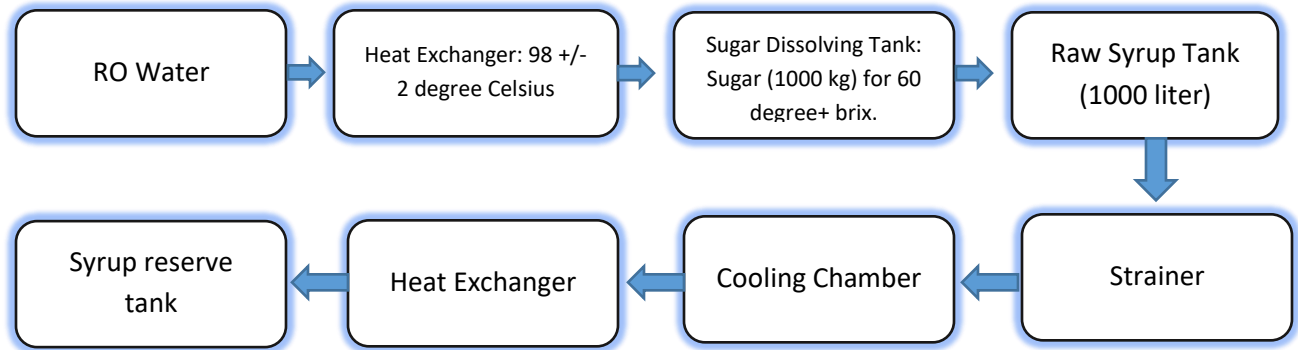 RO Water
Heat Exchanger: 98 +/-
2 degree Celsius
Sugar Dissolving Tank:
Sugar (1000 kg) for 60
degree+ brix.
Raw Syrup Tank
(1000 liter)
Strainer
Cooling Chamber
Heat Exchanger
Syrup reserve
tank